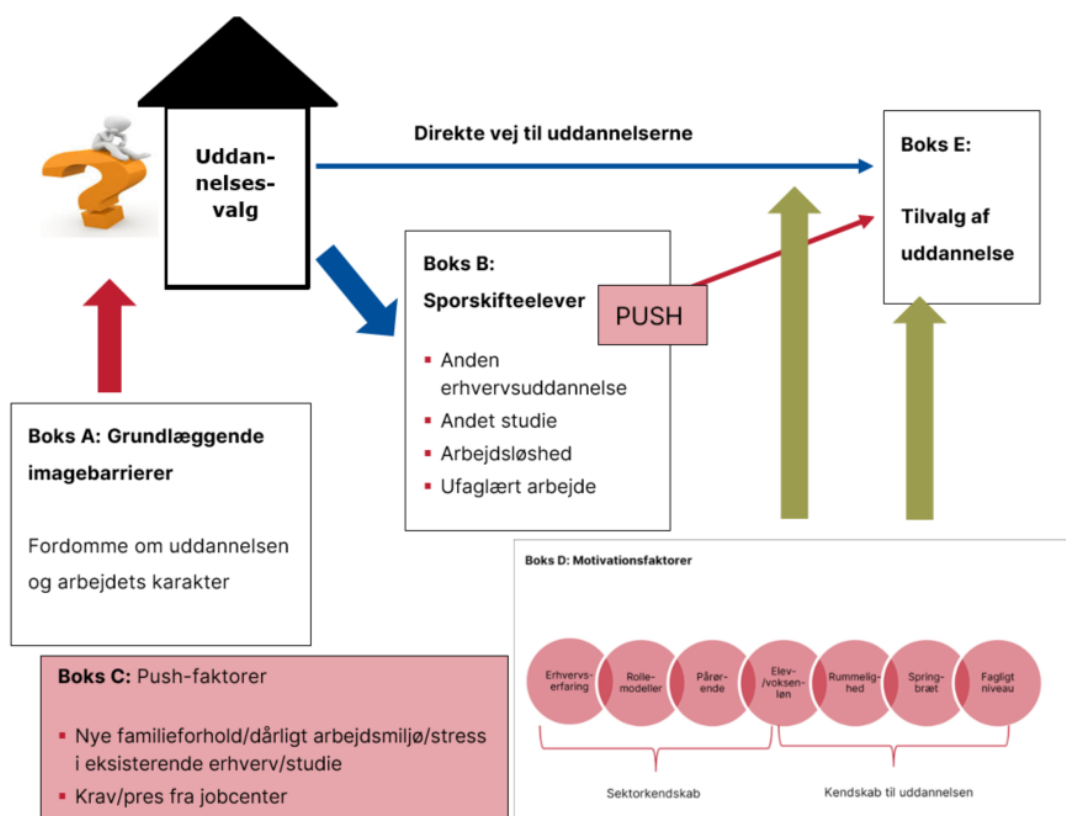 Uddan-
nelses-
valg
Direkte vej til uddannelserne
Boks E:
Tilvalg af
uddannelse
Boks B:
Sporskifteelever
PUSH
▪ Anden
erhvervsuddannelse
▪ Andet studie
▪ Arbejdsløshed
▪ Ufaglært arbejde
Boks A: Grundlæggende
imagebarrierer
Fordomme om uddannelsen
og arbejdets karakter
Boks C: Push-faktorer
▪ Nye familieforhold/dårligt arbejdsmiljø/stress
i eksisterende erhverv/studie
▪ Krav/pres fra jobcenter
Boks D: Motivationsfaktorer
Erhvervs-
erfaring
Rolle-
modeller
Pårør-
ende
Elev-
/voksen-
løn
Rummelig-
hed
Spring-
bræt
Fagligt
niveau
Sektorkendskab
Kendskab til uddannelsen